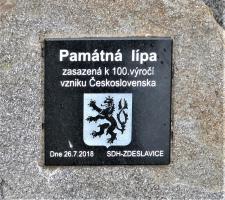 Památná lípa
zasazená k 100.výročí
vzniku Československa
Dne 26.7.2018 SDH-ZDESLAVICE